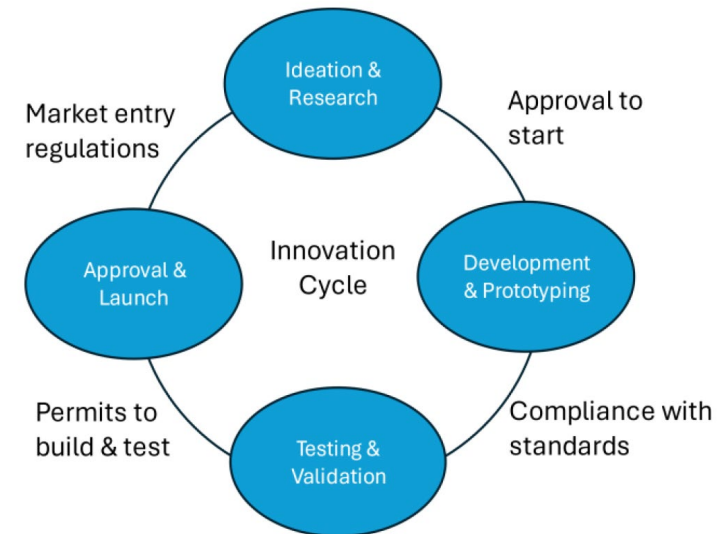 Ideation &
Research
Market entry
regulations
Approval to
start
Approval &
Launch
Innovation
Cycle
Development
& Prototyping
Permits to
build & test
Testing &
Validation
Compliance with
standards